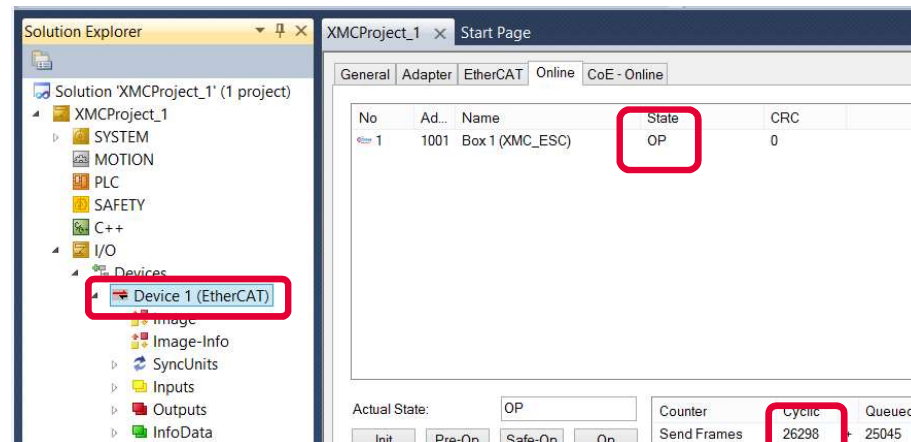 Solution Explorer
XMCProject_1 Start Page
Solution 'XMCProject_1' (1 project)
XMCProject_1
SYSTEM
MOTION
PLC
SAFETY
C++
I/O
Devices
Device 1 (EtherCAT)
Image
Image-Info
SyncUnits
Inputs
Outputs
InfoData
General Adapter EtherCAT Online CoE - Online
No Ad... Name State CRC
1 1001 Box 1 (XMC_ESC) OP 0
Actual State: OP
Init Pre-Op Safe-Op Op
Counter Cyclic Queued
Send Frames 26298 + 25045